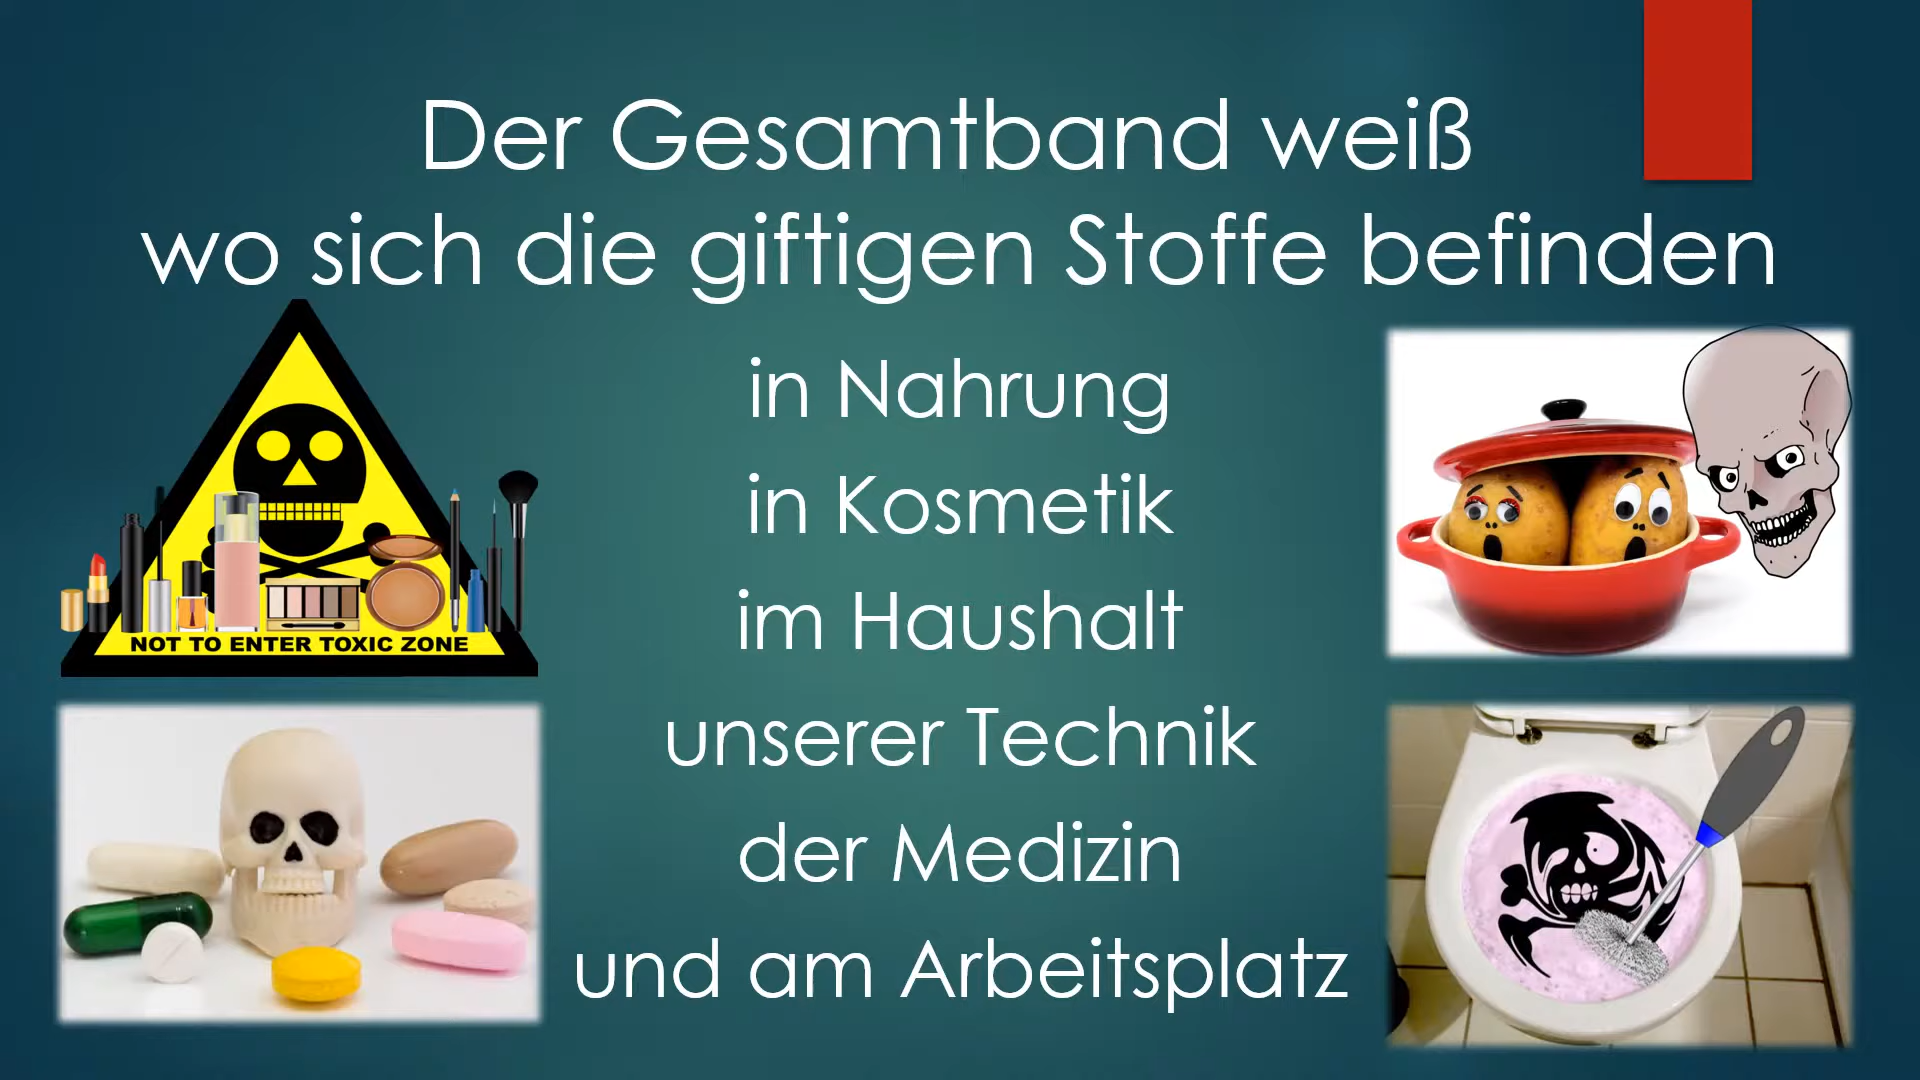 Der Gesamtband weiß
wo sich die giftigen Stoffe befinden
in Nahrung
in Kosmetik
im Haushalt
unserer Technik
der Medizin
und am Arbeitsplatz
NOT TO ENTER TOXIC ZONE